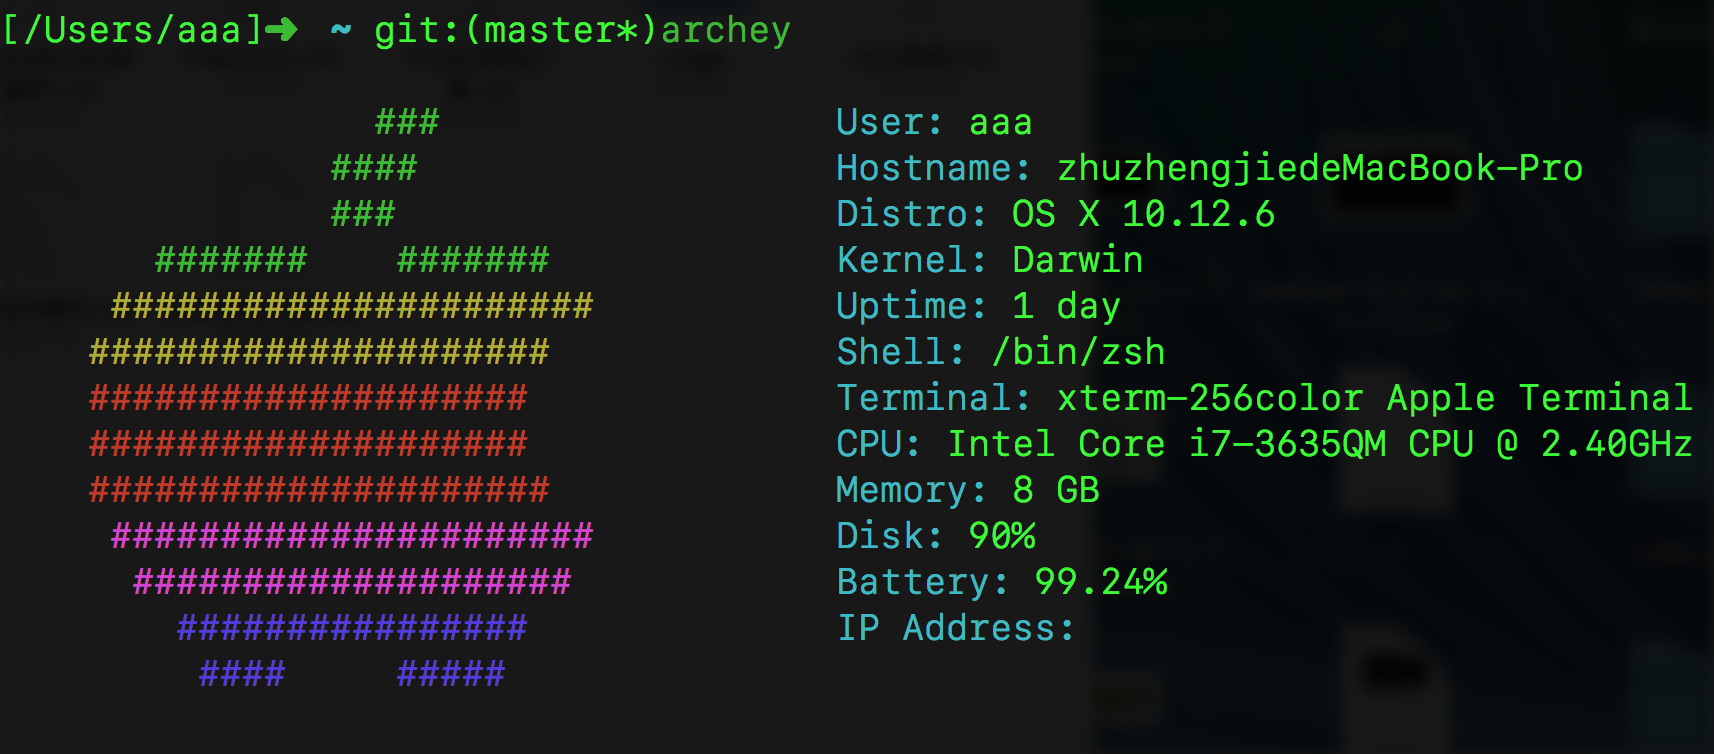 [/Users/aaa]➜  ~ git:(master*)archey
###
####
###
#######    #######
######################
#####################
####################
####################
#####################
######################
####################
################
####     #####
User: aaa
Hostname: zhuzhengjiedeMacBook-Pro
Distro: OS X 10.12.6
Kernel: Darwin
Uptime: 1 day
Shell: /bin/zsh
Terminal: xterm-256color Apple Terminal
CPU: Intel Core i7-3635QM CPU @ 2.40GHz
Memory: 8 GB
Disk: 90%
Battery: 99.24%
IP Address: